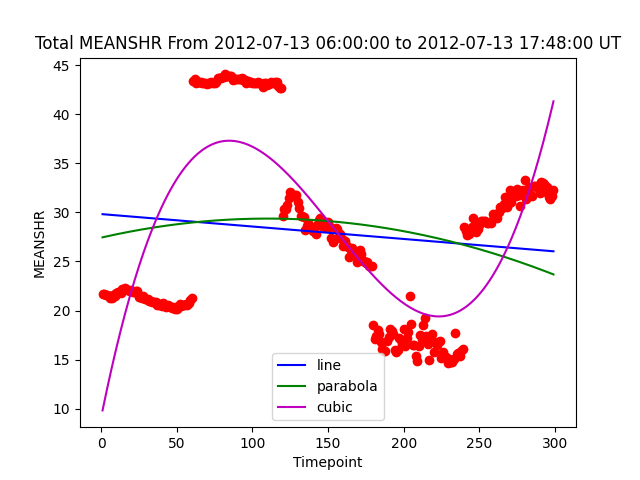 Total MEANSHR From 2012-07-13 06:00:00 to 2012-07-13 17:48:00 UT
45
40
35
30
25
20
15
10
MEANSHR
line
parabola
cubic
0 50 100 150 200 250 300
Timepoint